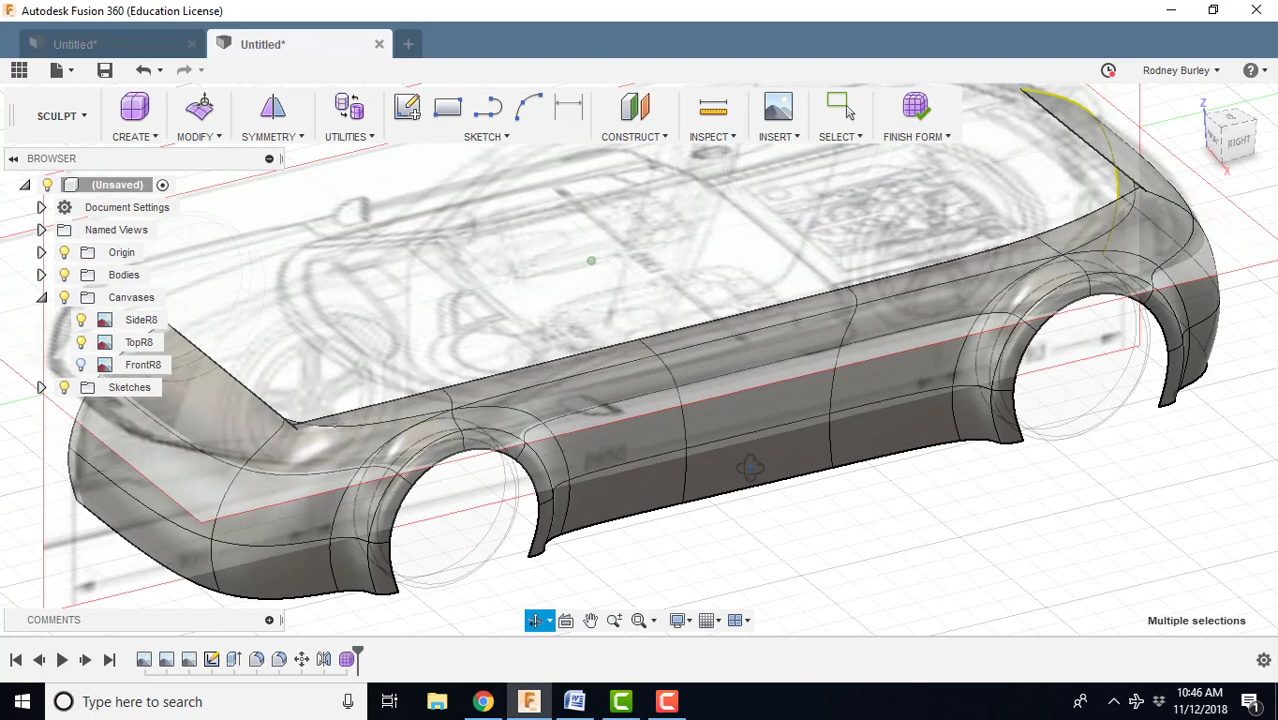 Autodesk Fusion 360 (Education License)
Untitled*
Untitled*
Rodney Burley
SCULPT
CREATE
MODIFY
SYMMETRY
UTILITIES
SKETCH
CONSTRUCT
INSPECT
INSERT
SELECT
FINISH FORM
Z
RIGHT
X
BROWSER
(Unsaved)
Document Settings
Named Views
Origin
Bodies
Canvases
SideR8
TopR8
FrontR8
Sketches
COMMENTS
Multiple selections
Type here to search
10:46 AM
11/12/2018
1